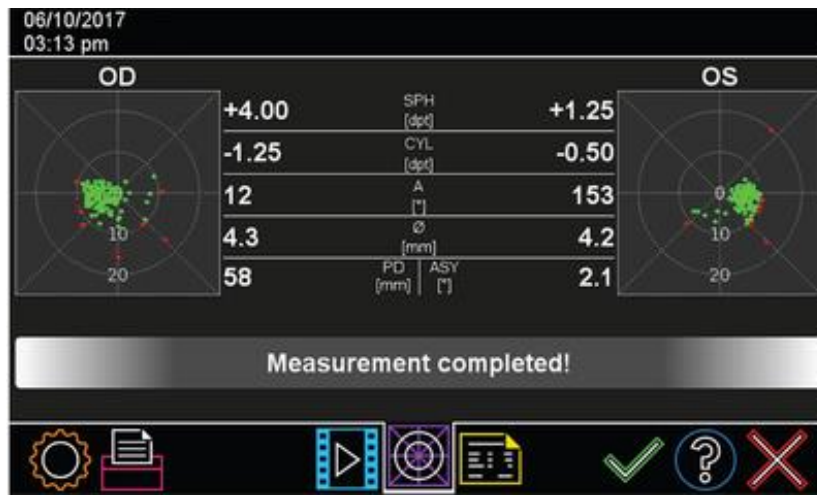 06/10/2017
03:13 pm
OD
OS
+4.00 SPH [dpt] +1.25
-1.25 CYL [dpt] -0.50
12 A [°] 153
4.3 Ø [mm] 4.2
58 PD [mm] ASY [°] 2.1
0
10
20
0
10
20
Measurement completed!
?